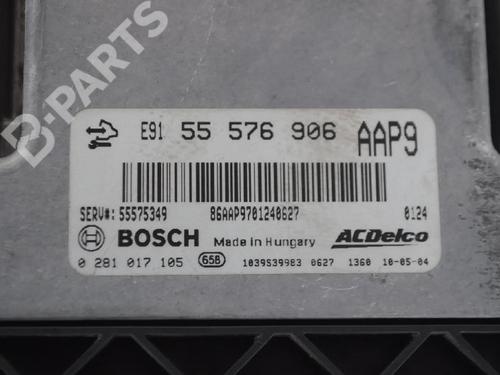 B-PARTS
E91 55 576 906 AAP9
SERV#: 55575349 86AAP9701240627 0124
BOSCH Made in Hungary ACDelco
0 281 017 105 658 1039S39983 0627 1360 10-05-04